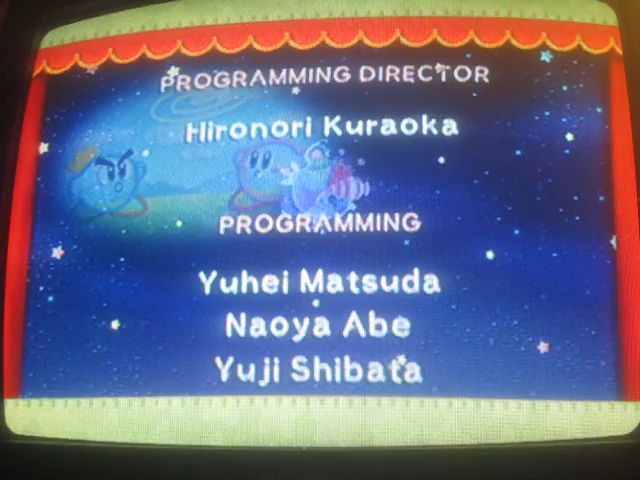 PROGRAMMING DIRECTOR
Hironori Kuraoka
PROGRAMMING
Yuhei Matsuda
Naoya Abe
Yuji Shibata